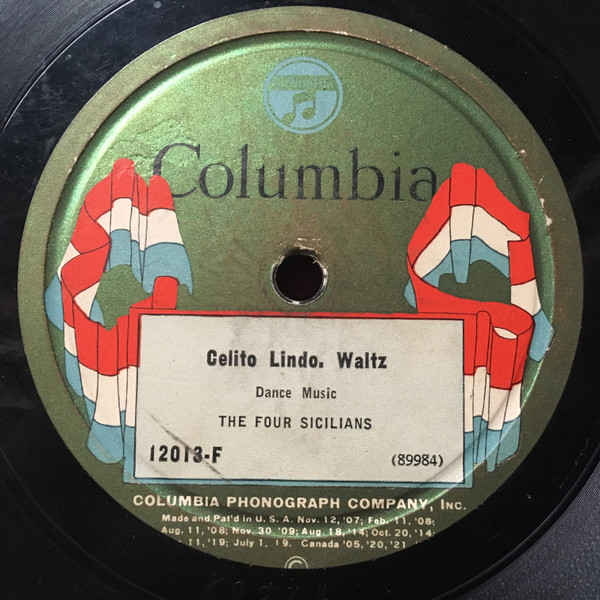 Columbia
Celito Lindo. Waltz
Dance Music
THE FOUR SICILIANS
12013-F (89984)
COLUMBIA PHONOGRAPH COMPANY, INC.
Made and Pat'd in U. S. A. Nov. 12, '07; Feb. 11, '08;
Aug. 11, '08; Nov. 30, '09; Aug. 18, '14; Oct. 20, '14;
11, '19; July 1, 19. Canada '05, '20, '21
C